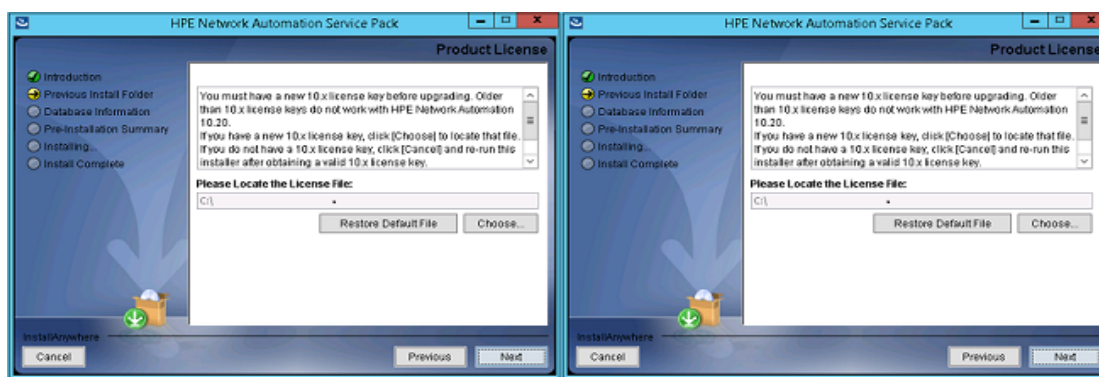 HPE Network Automation Service Pack
Product License
Introduction
Previous Install Folder
Database Information
Pre-Installation Summary
Installing...
Install Complete
You must have a new 10.x license key before upgrading. Older
than 10.x license keys do not work with HPE Network Automation
10.20.
If you have a new 10.x license key, click [Choose] to locate that file.
If you do not have a 10.x license key, click [Cancel] and re-run this
installer after obtaining a valid 10.x license key.
Please Locate the License File:
C:\
Restore Default File
Choose...
InstallAnywhere
Cancel
Previous
Next
HPE Network Automation Service Pack
Product License
Introduction
Previous Install Folder
Database Information
Pre-Installation Summary
Installing...
Install Complete
You must have a new 10.x license key before upgrading. Older
than 10.x license keys do not work with HPE Network Automation
10.20.
If you have a new 10.x license key, click [Choose] to locate that file.
If you do not have a 10.x license key, click [Cancel] and re-run this
installer after obtaining a valid 10.x license key.
Please Locate the License File:
C:\
Restore Default File
Choose...
InstallAnywhere
Cancel
Previous
Next